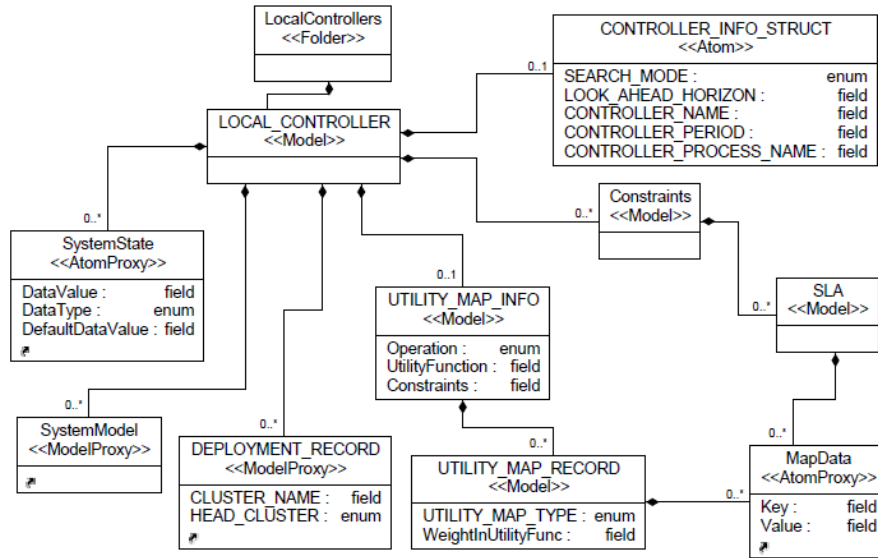 LocalControllers
<<Folder>>
CONTROLLER_INFO_STRUCT
<<Atom>>
SEARCH_MODE : enum
LOOK_AHEAD_HORIZON : field
CONTROLLER_NAME : field
CONTROLLER_PERIOD : field
CONTROLLER_PROCESS_NAME : field
0..1
LOCAL_CONTROLLER
<<Model>>
0..*
Constraints
<<Model>>
0..*
SystemState
<<AtomProxy>>
DataValue : field
DataType : enum
DefaultDataValue : field
0..1
UTILITY_MAP_INFO
<<Model>>
Operation : enum
UtilityFunction : field
Constraints : field
0..*
SLA
<<Model>>
0..*
SystemModel
<<ModelProxy>>
0..*
DEPLOYMENT_RECORD
<<ModelProxy>>
CLUSTER_NAME : field
HEAD_CLUSTER : enum
0..*
UTILITY_MAP_RECORD
<<Model>>
UTILITY_MAP_TYPE : enum
WeightInUtilityFunc : field
0..*
0..*
MapData
<<AtomProxy>>
Key : field
Value : field